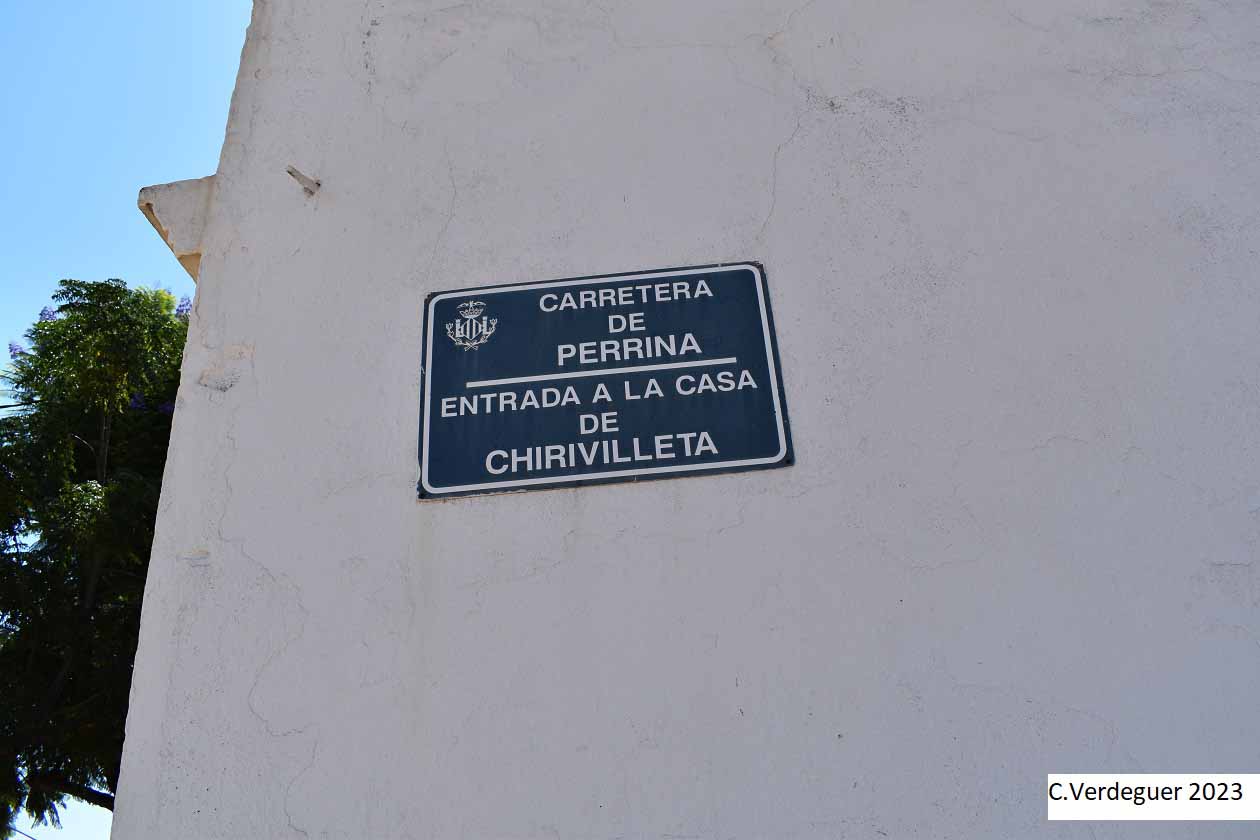 CARRETERA
DE
PERRINA
ENTRADA A LA CASA
DE
CHIRIVILLETA
C.Verdeguer 2023